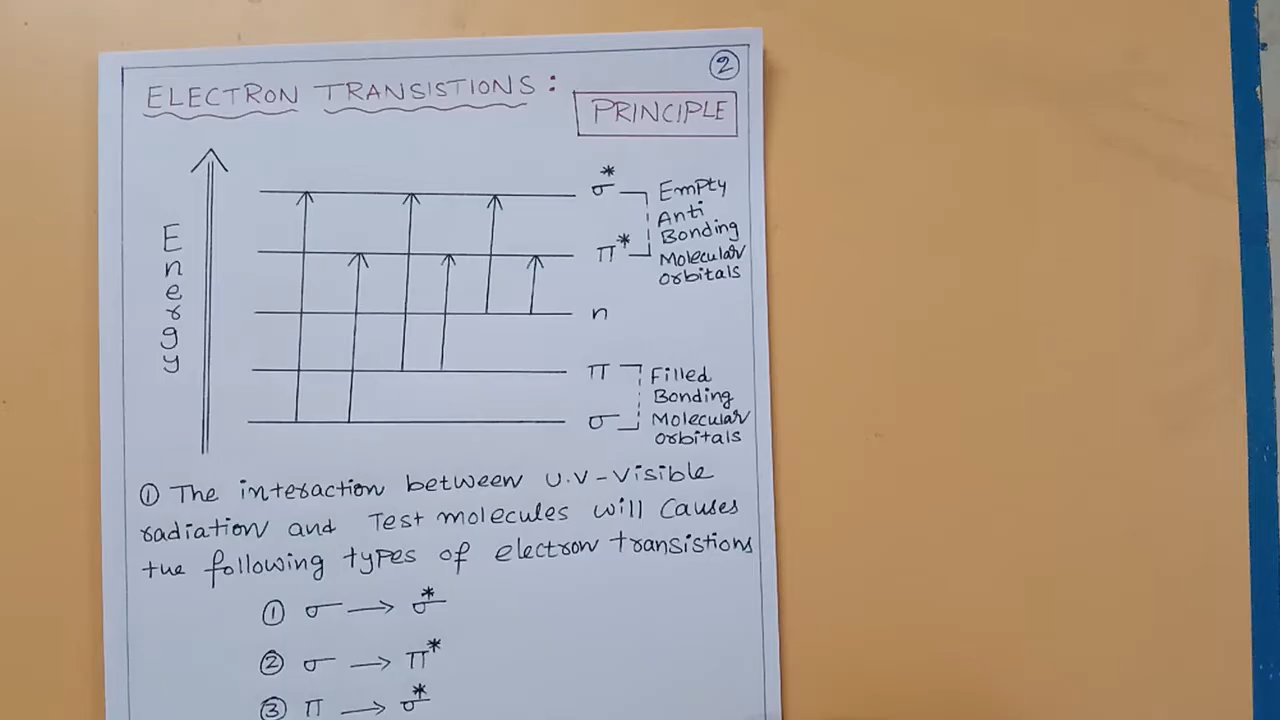 ②
ELECTRON TRANSISTIONS :
PRINCIPLE
Energy
σ* Empty
Anti
Bonding
π* Molecular
orbitals
n
π Filled
Bonding
σ Molecular
orbitals
① The interaction between U.V-Visible
radiation and Test molecules will causes
the following types of electron transistions
① σ → σ*
② σ → π*
③ π → σ*